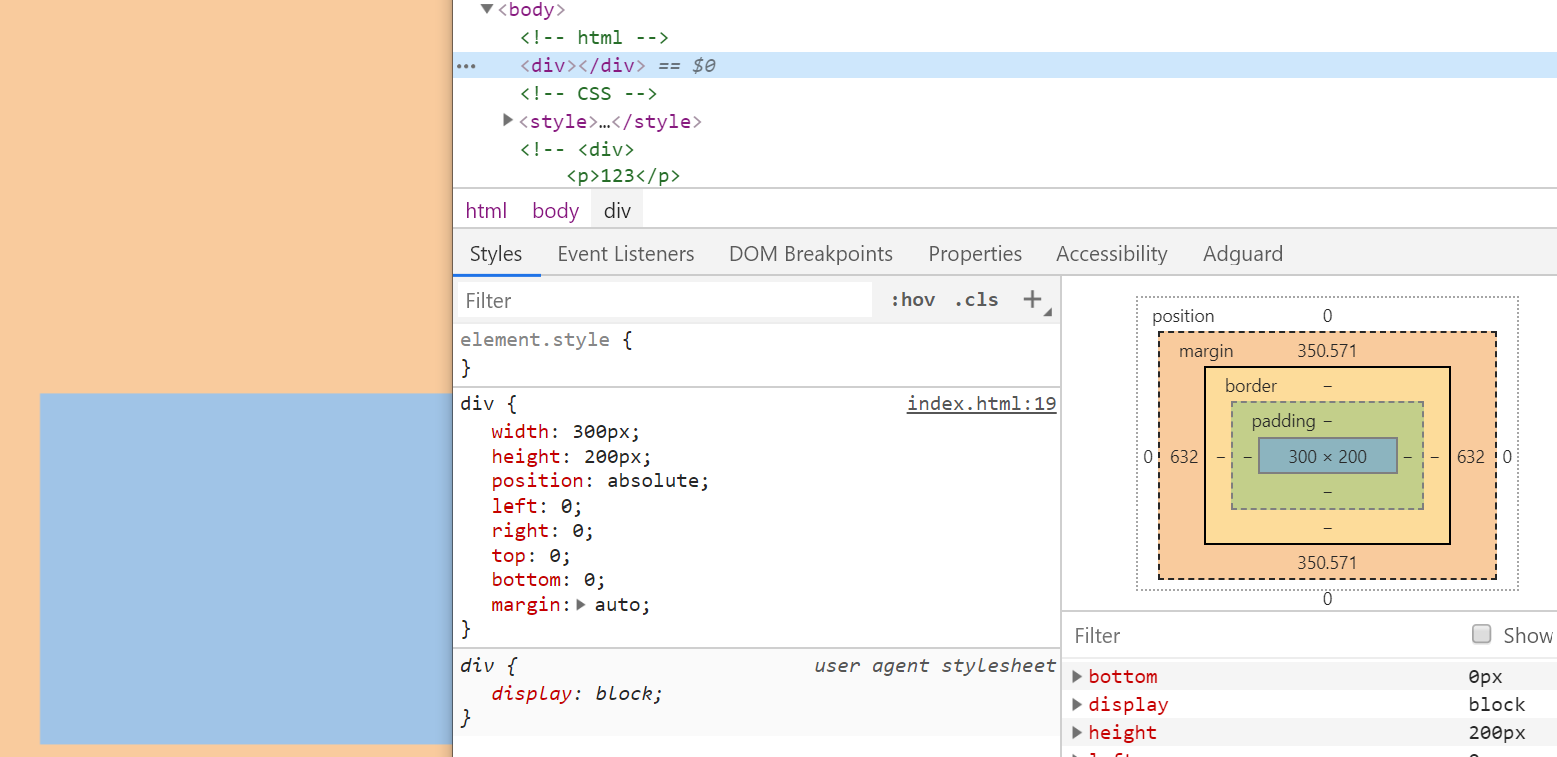 <body>
<!-- html -->
… <div></div> == $0
<!-- CSS -->
<style>…</style>
<!-- <div>
<p>123</p>
html body div
Styles Event Listeners DOM Breakpoints Properties Accessibility Adguard
Filter :hov .cls +
element.style {
}
div { index.html:19
width: 300px;
height: 200px;
position: absolute;
left: 0;
right: 0;
top: 0;
bottom: 0;
margin: auto;
}
div { user agent stylesheet
display: block;
}
position 0
margin 350.571
border –
padding –
0 632 – – 300 × 200 – – 632 0
–
–
350.571
0
Filter Show
bottom 0px
display block
height 200px